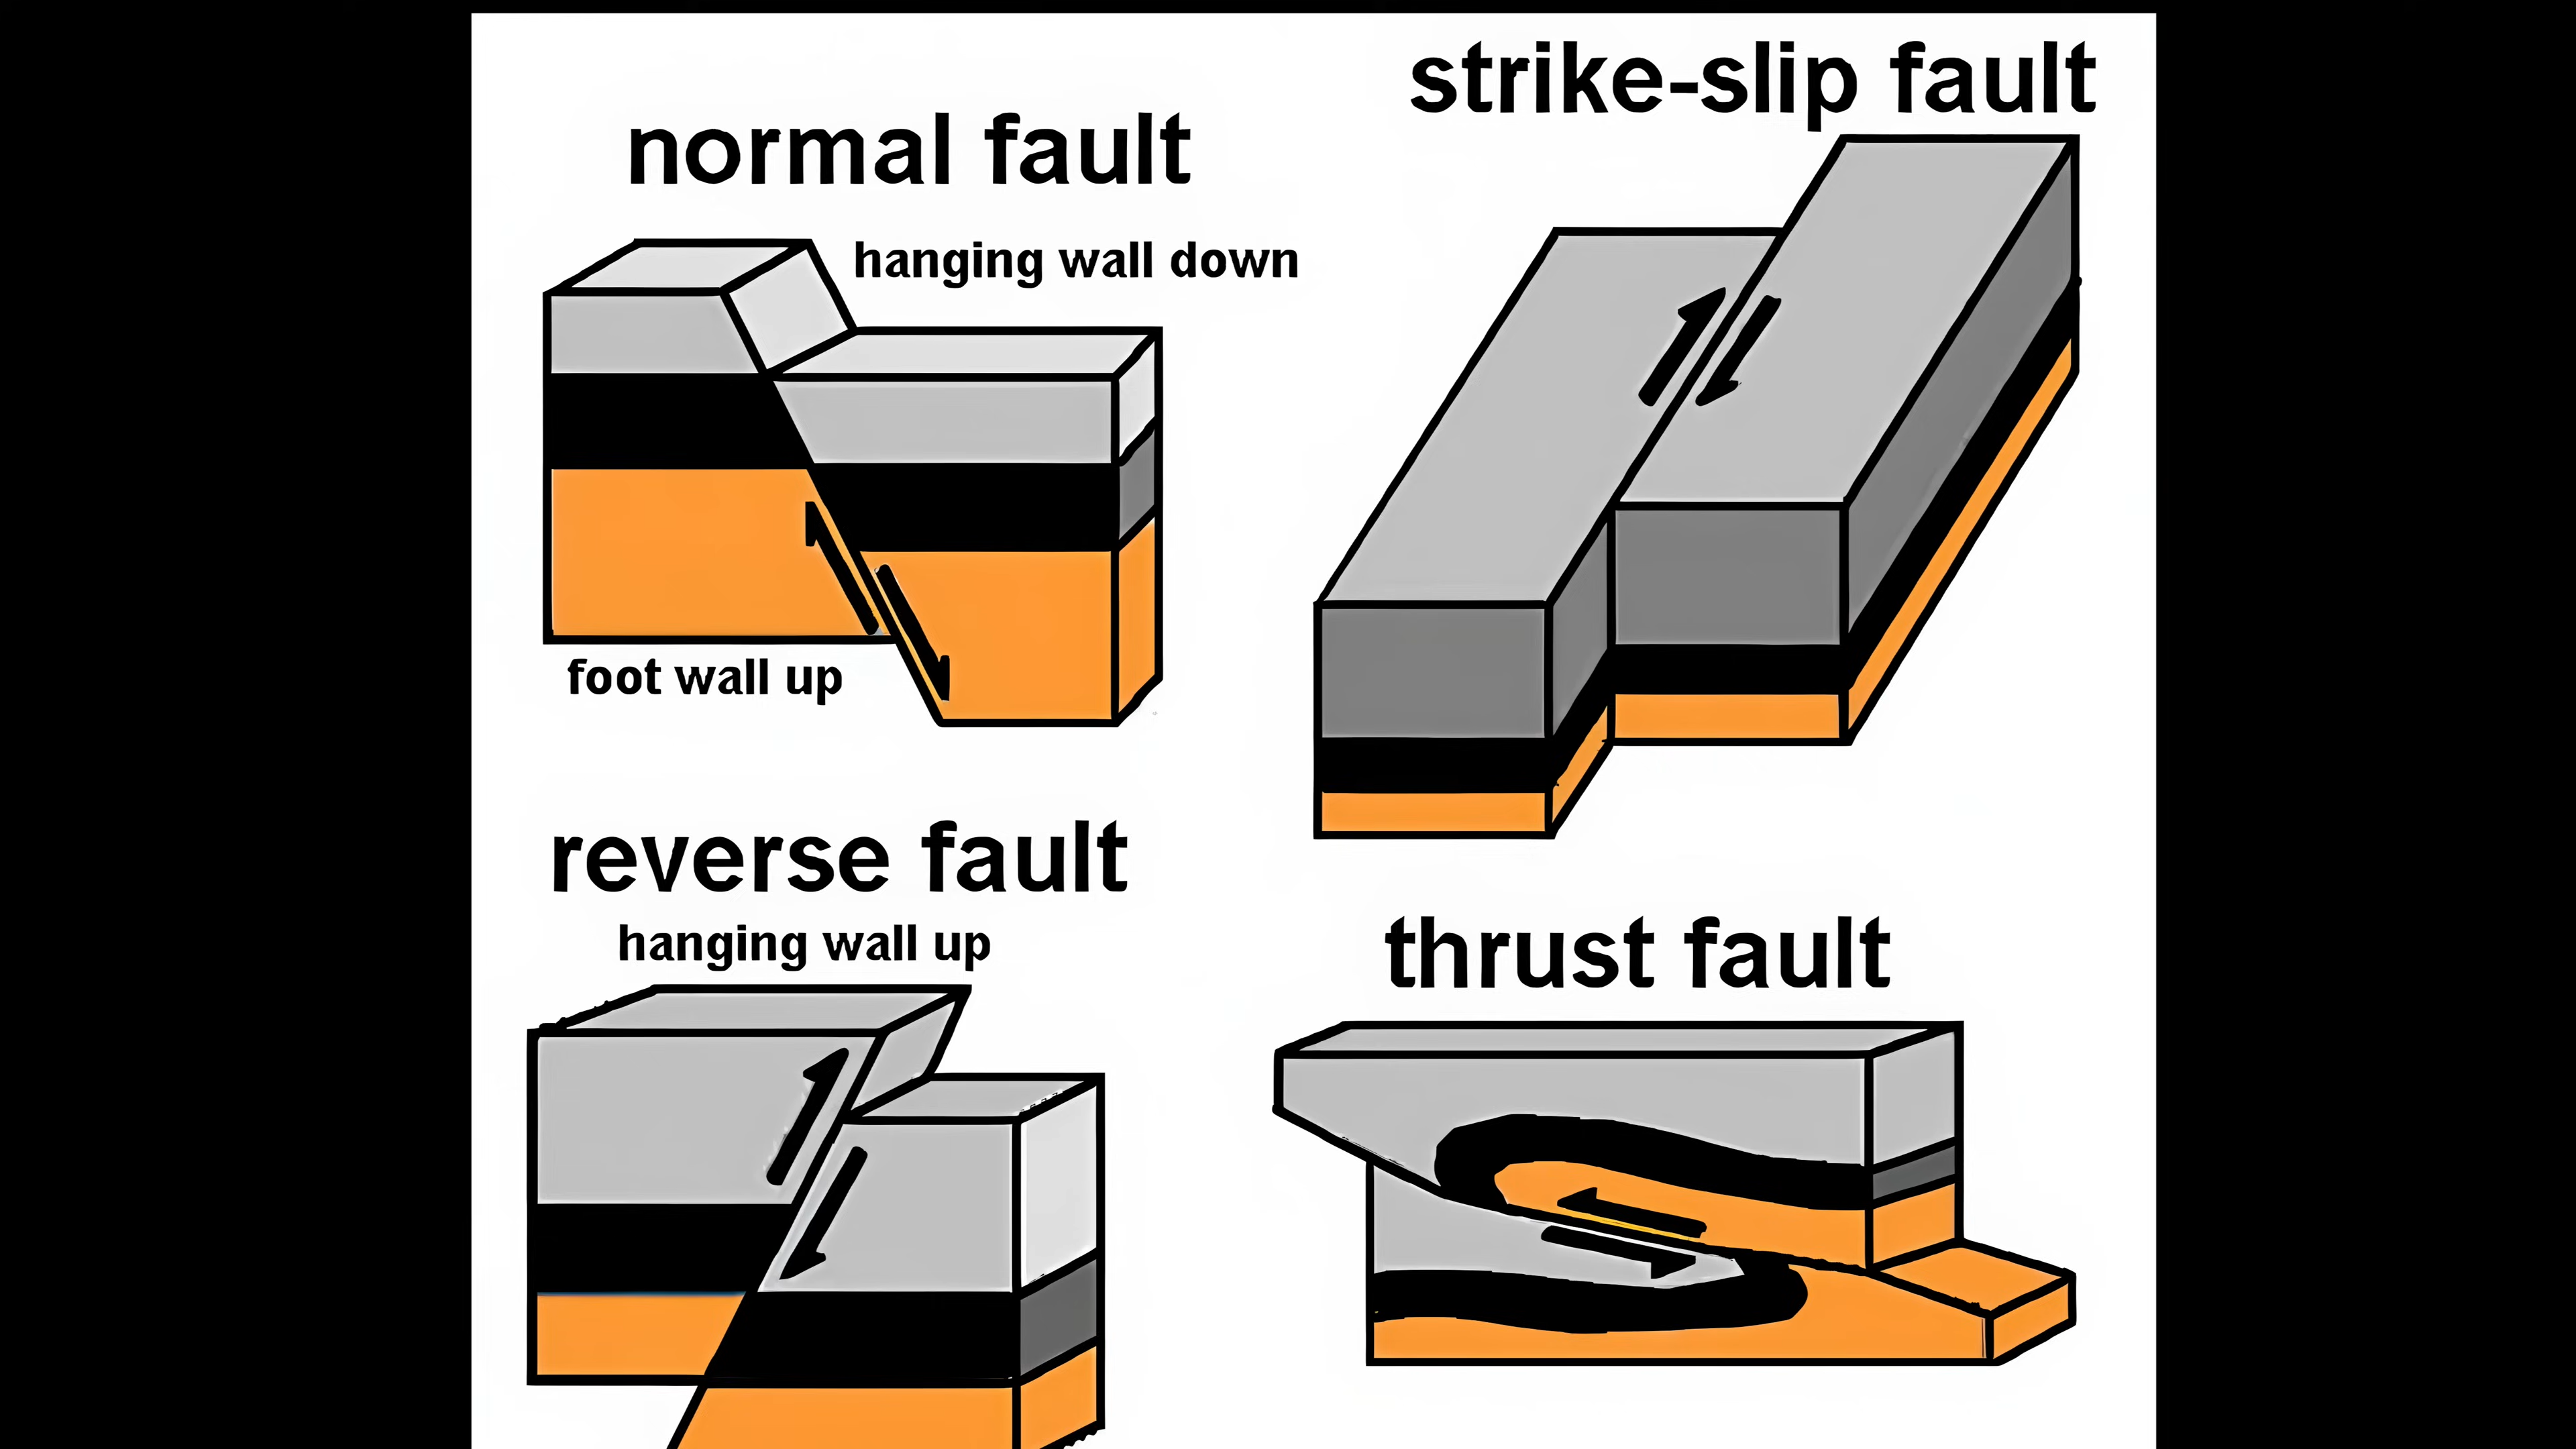 normal fault
hanging wall down
foot wall up
strike-slip fault
reverse fault
hanging wall up
thrust fault